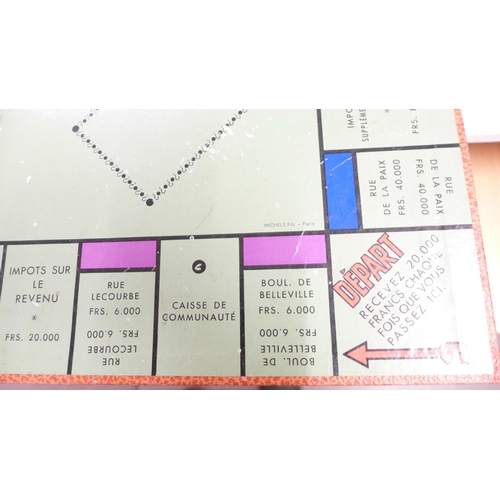 IMPOTS SUR
LE
REVENU
*
FRS. 20.000
RUE
LECOURBE
FRS. 6.000
FRS. 6.000
LECOURBE
RUE
CAISSE DE
COMMUNAUTÉ
BOUL. DE
BELLEVILLE
FRS. 6.000
FRS. 6.000
BELLEVILLE
BOUL. DE
DÉPART
RECEVEZ 20.000
FRANCS CHAQUE
FOIS QUE VOUS
PASSEZ ICI.
RUE
DE LA PAIX
FRS. 40.000
FRS. 40.000
DE LA PAIX
RUE
FRS.